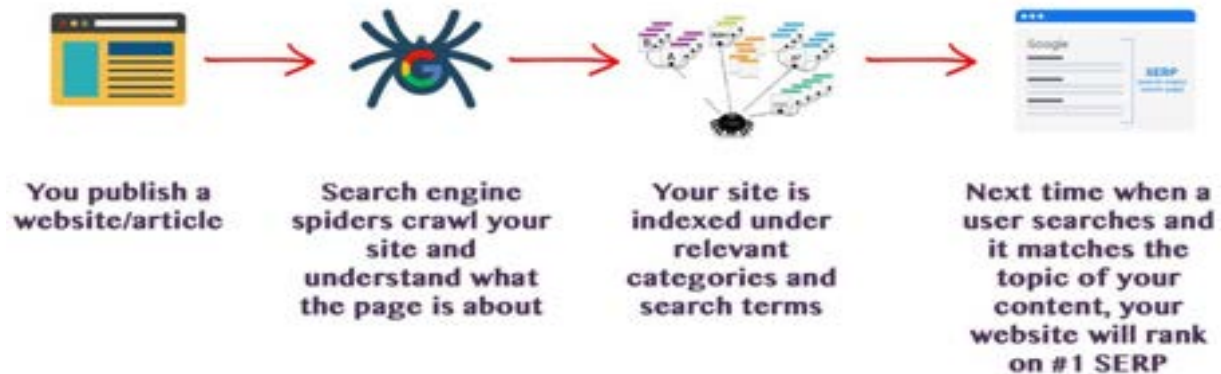 Google
SERP
You publish a
website/article
Search engine
spiders crawl your
site and
understand what
the page is about
Your site is
indexed under
relevant
categories and
search terms
Next time when a
user searches and
it matches the
topic of your
content, your
website will rank
on #1 SERP